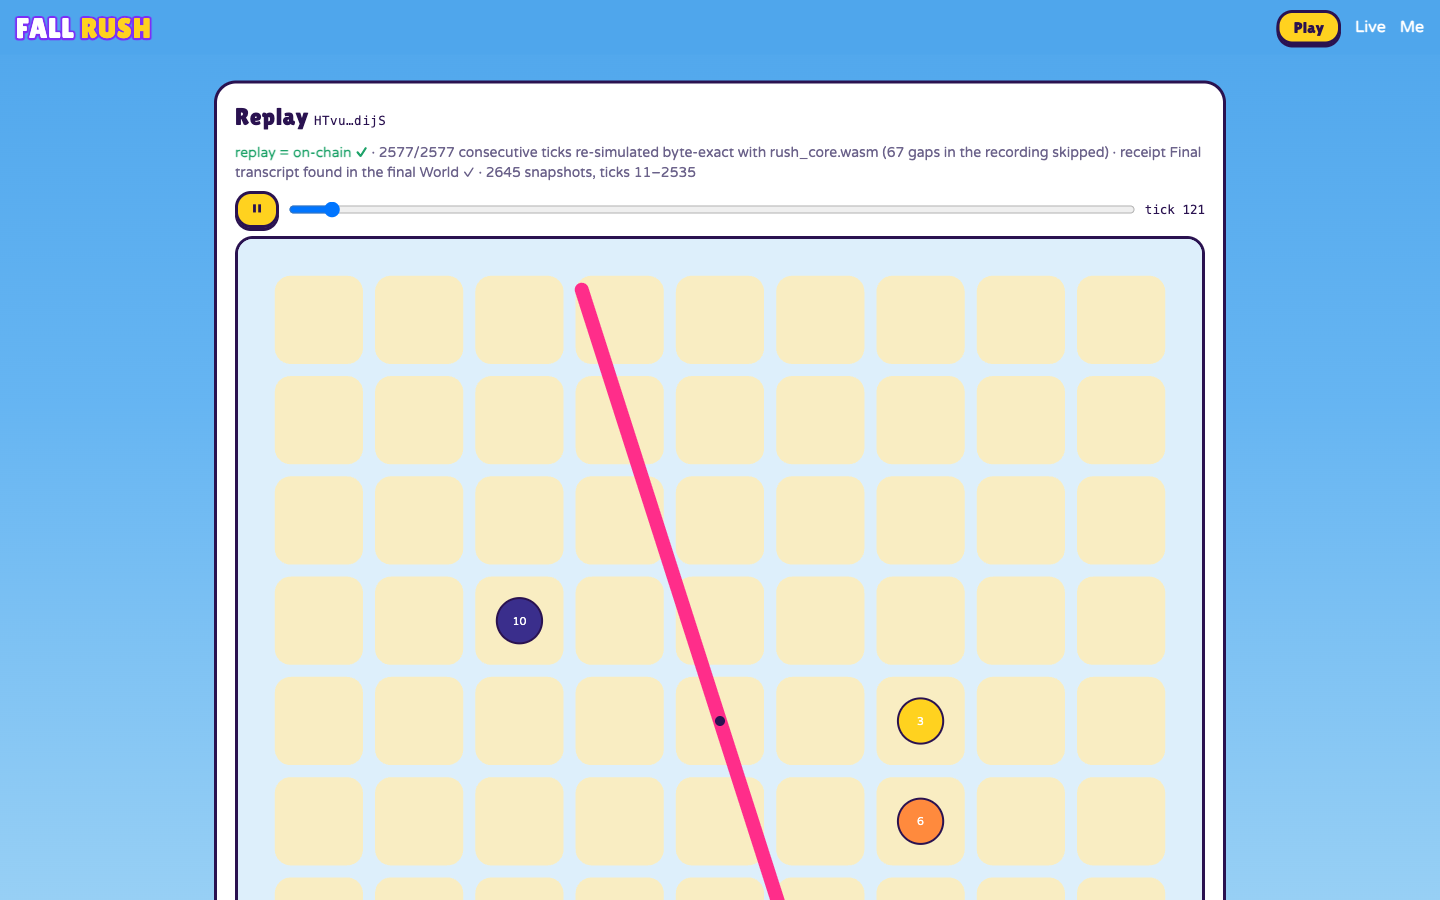 FALL RUSH
Play Live Me
Replay HTvu…dijS
replay = on-chain ✓ · 2577/2577 consecutive ticks re-simulated byte-exact with rush_core.wasm (67 gaps in the recording skipped) · receipt Final
transcript found in the final World ✓ · 2645 snapshots, ticks 11–2535
tick 121
10
3
6